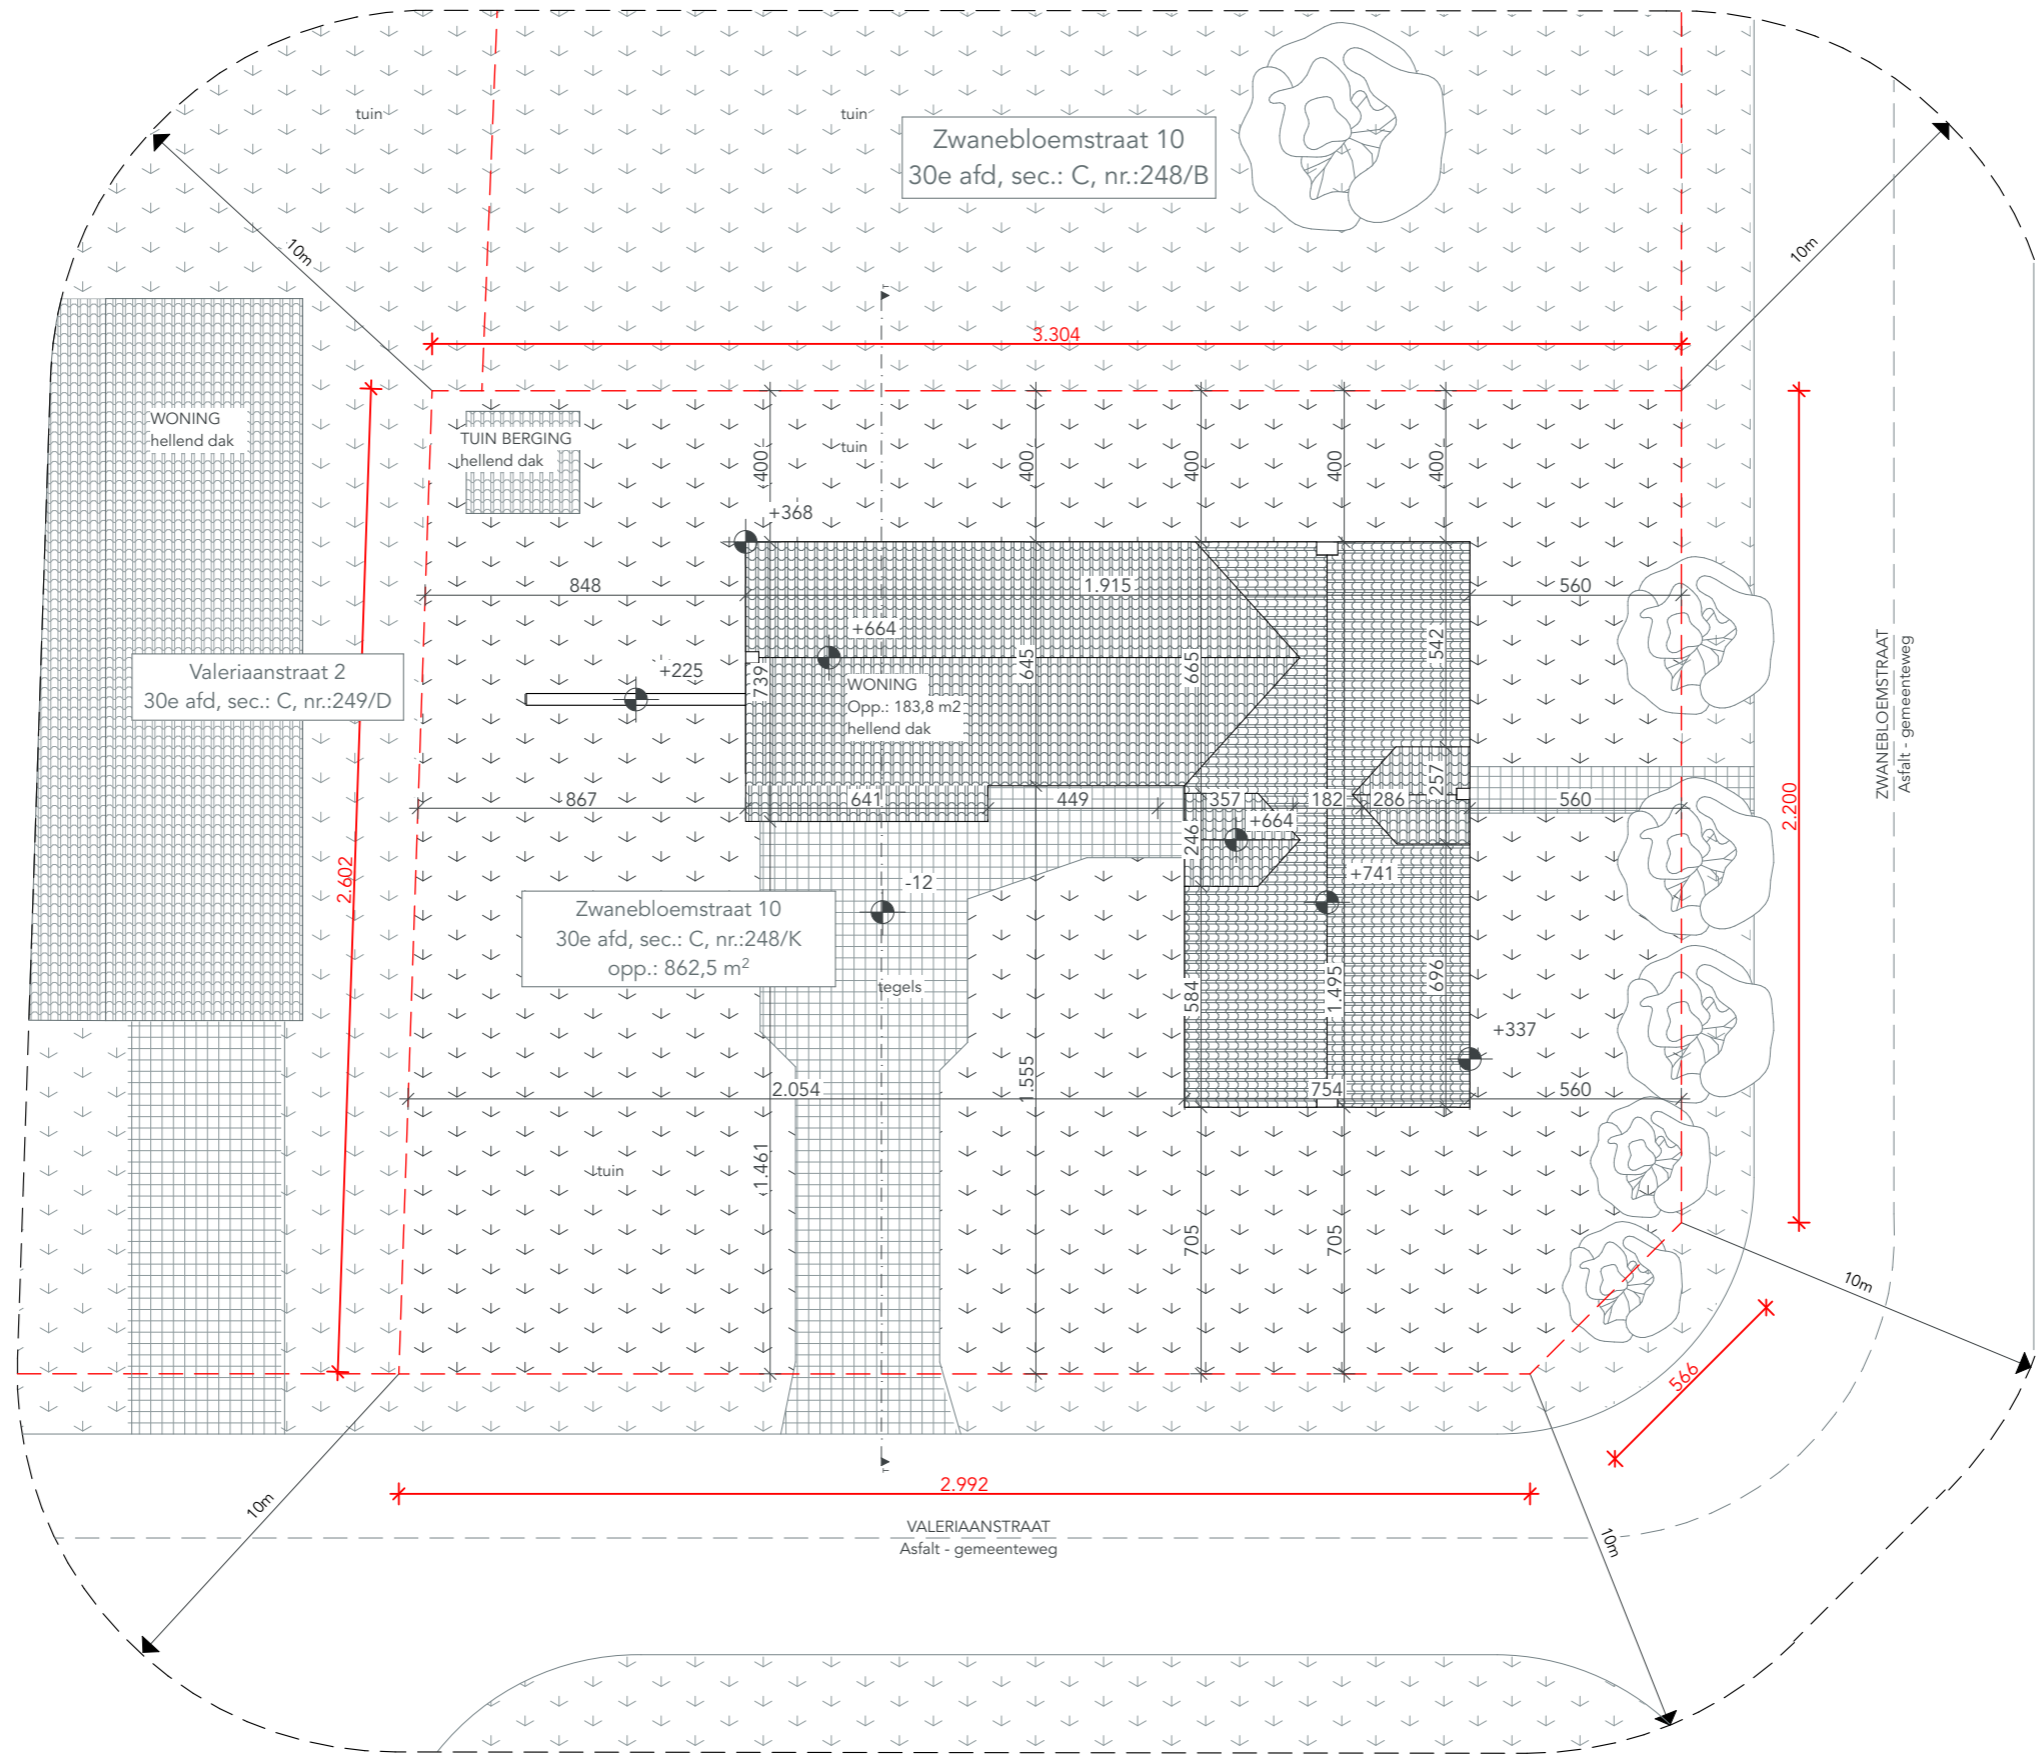 tuin
tuin
Zwanebloemstraat 10
30e afd, sec.: C, nr.:248/B
10m
10m
3.304
WONING
hellend dak
TUIN BERGING
hellend dak
tuin
400
400
400
400
400
+368
848
1.915
560
+664
542
645
665
739
+225
WONING
Opp.: 183,8 m2
hellend dak
Valeriaanstraat 2
30e afd, sec.: C, nr.:249/D
ZWANEBLOEMSTRAAT
Asfalt - gemeenteweg
257
867
641
449
357
182
286
560
2.200
246
+664
2.602
-12
+741
Zwanebloemstraat 10
30e afd, sec.: C, nr.:248/K
opp.: 862,5 m2
tegels
584
1.495
696
+337
2.054
1.555
754
560
1.461
tuin
705
705
10m
566
2.992
10m
VALERIAANSTRAAT
Asfalt - gemeenteweg
10m